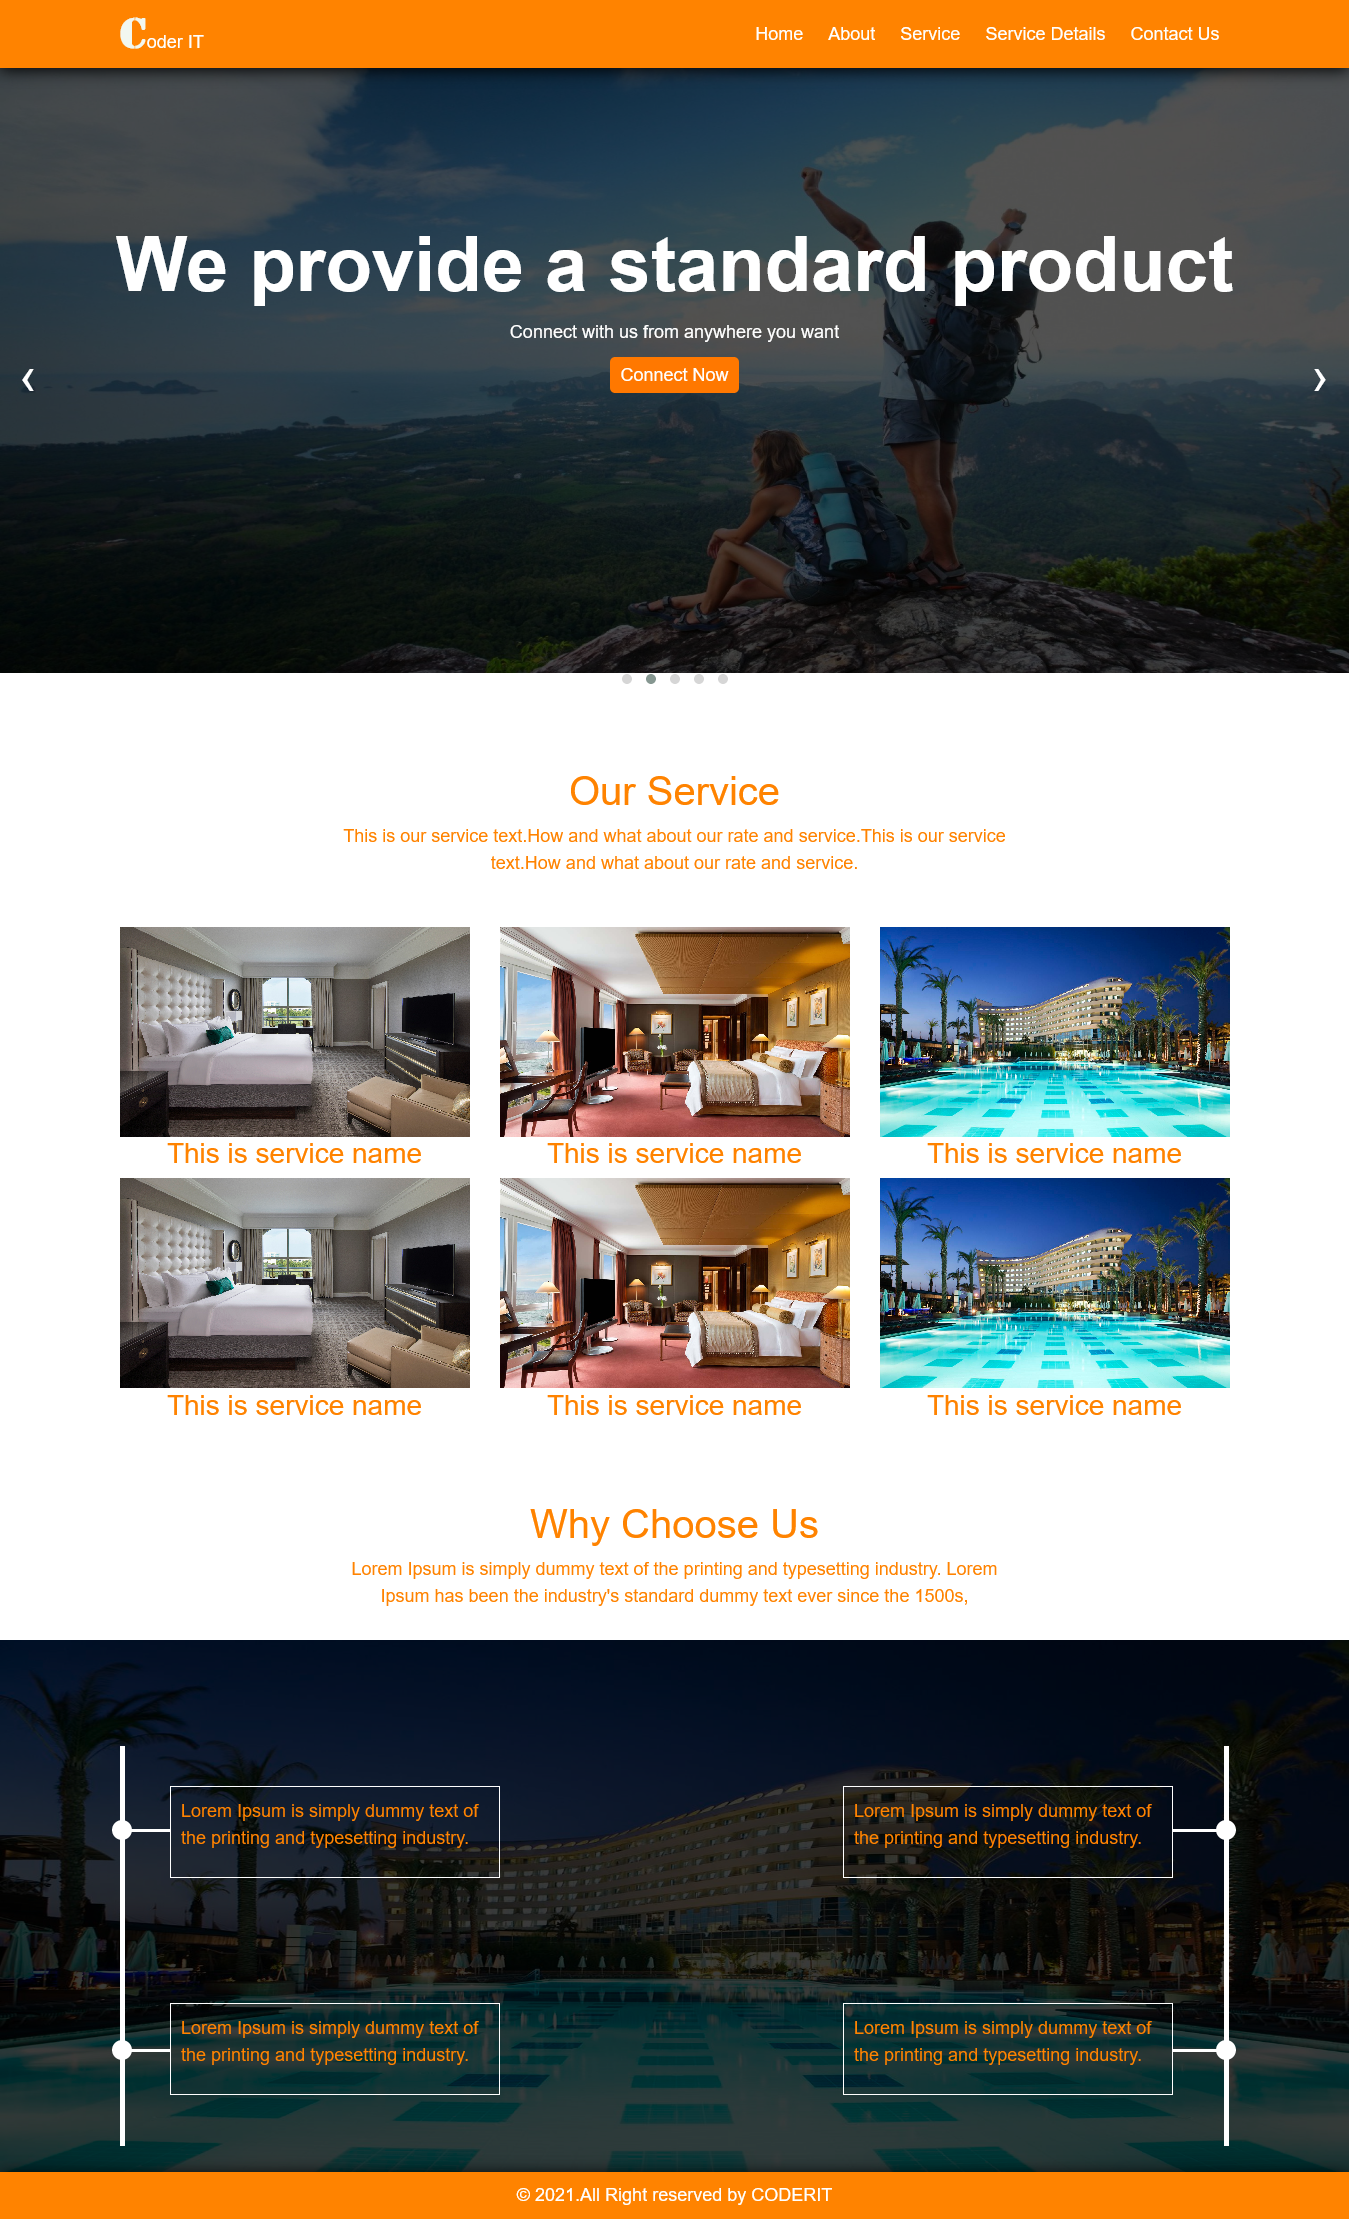 Coder IT
Home About Service Service Details Contact Us
We provide a standard product
Connect with us from anywhere you want
❮
❯
Connect Now
Our Service
This is our service text.How and what about our rate and service.This is our service
text.How and what about our rate and service.
This is service name
This is service name
This is service name
This is service name
This is service name
This is service name
Why Choose Us
Lorem Ipsum is simply dummy text of the printing and typesetting industry. Lorem
Ipsum has been the industry's standard dummy text ever since the 1500s,
Lorem Ipsum is simply dummy text of
the printing and typesetting industry.
Lorem Ipsum is simply dummy text of
the printing and typesetting industry.
Lorem Ipsum is simply dummy text of
the printing and typesetting industry.
Lorem Ipsum is simply dummy text of
the printing and typesetting industry.
© 2021.All Right reserved by CODERIT